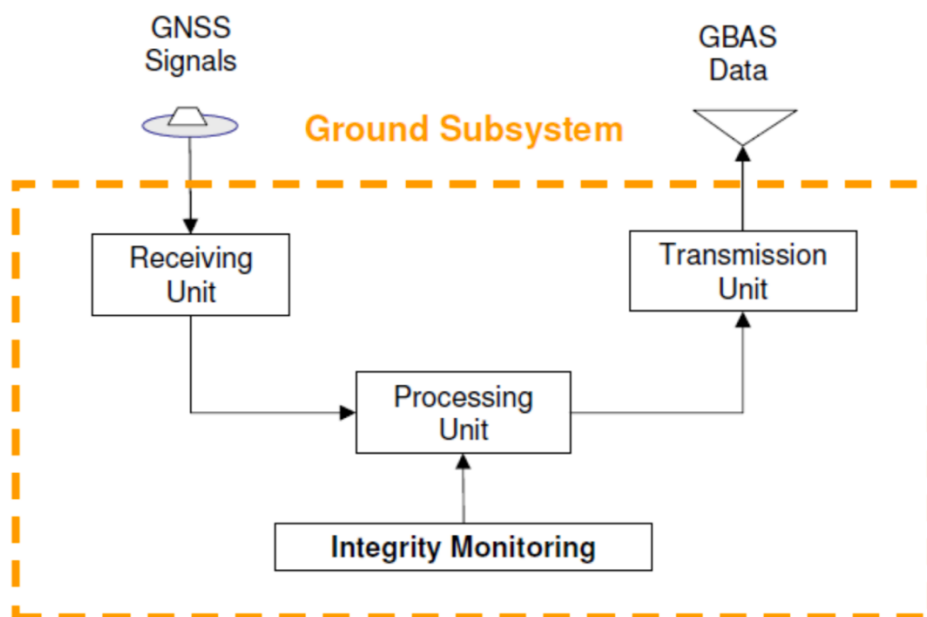 GNSS
Signals
GBAS
Data
Ground Subsystem
Receiving
Unit
Transmission
Unit
Processing
Unit
Integrity Monitoring